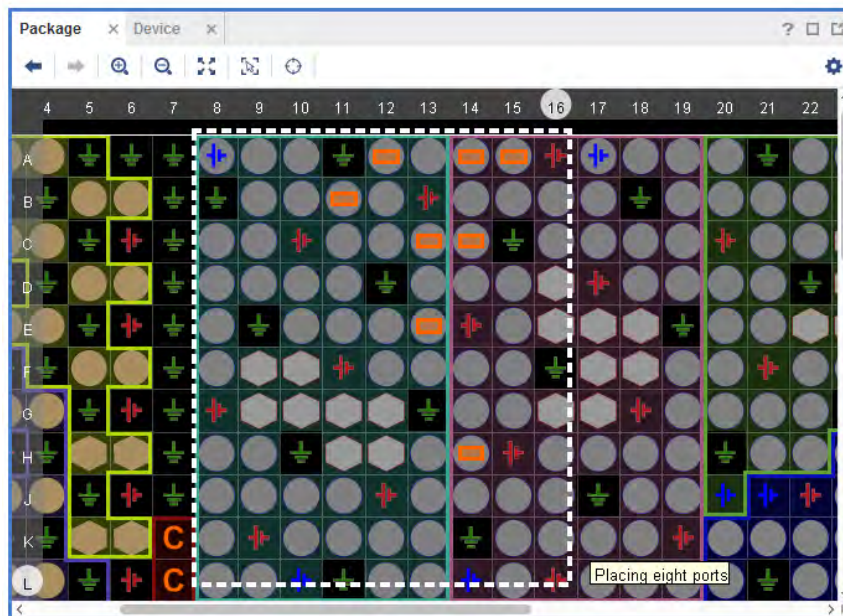 Package × Device ×
4 5 6 7 8 9 10 11 12 13 14 15 16 17 18 19 20 21 22
A
B
C
D
E
F
G
H
J
K C
L C
Placing eight ports